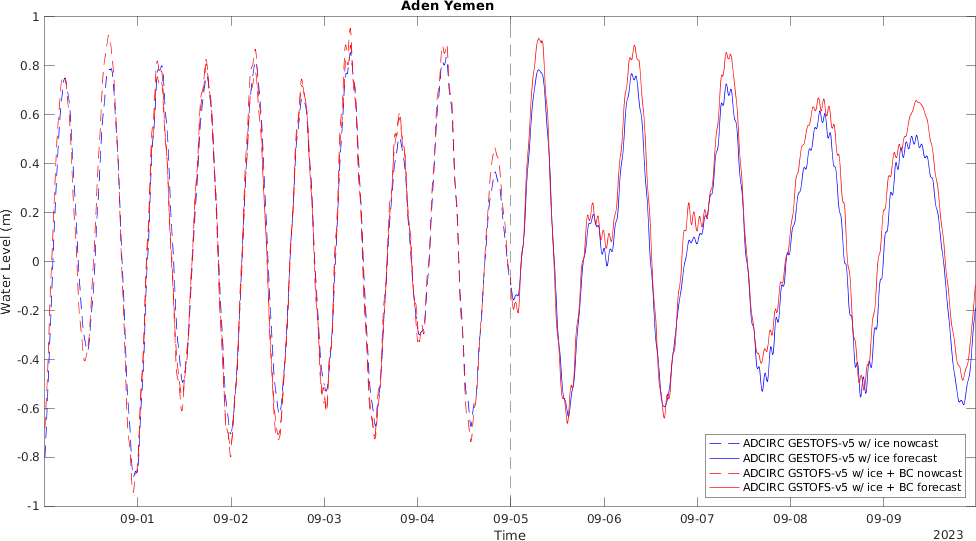 Aden Yemen
1
0.8
0.6
0.4
0.2
0
-0.2
-0.4
-0.6
-0.8
-1
Water Level (m)
ADCIRC GESTOFS-v5 w/ ice nowcast
ADCIRC GESTOFS-v5 w/ ice forecast
ADCIRC GSTOFS-v5 w/ ice + BC nowcast
ADCIRC GSTOFS-v5 w/ ice + BC forecast
09-01 09-02 09-03 09-04 09-05 09-06 09-07 09-08 09-09
Time
2023